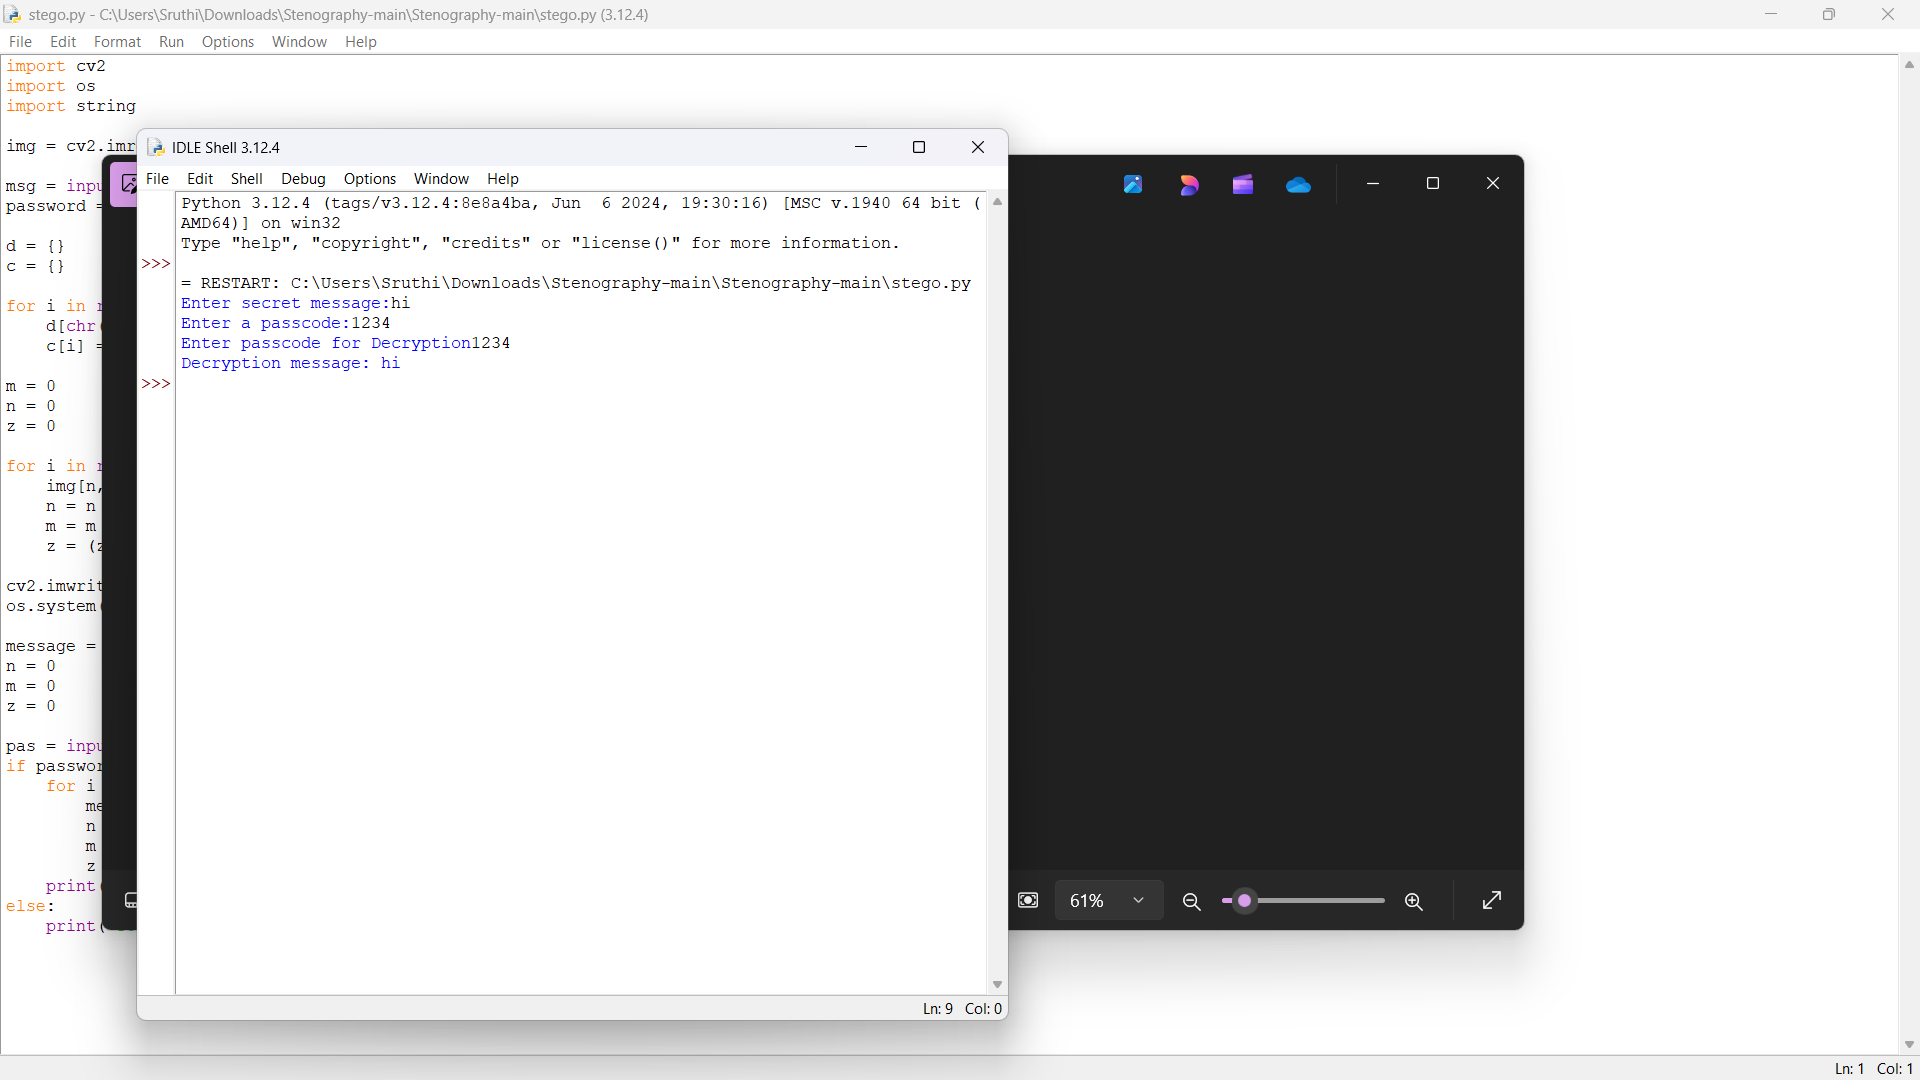 stego.py - C:\Users\Sruthi\Downloads\Stenography-main\Stenography-main\stego.py (3.12.4)
File Edit Format Run Options Window Help
import cv2
import os
import string
img = cv2.imr
msg = inpu
password =
d = {}
c = {}
for i in r
d[chr(
c[i] =
m = 0
n = 0
z = 0
for i in r
img[n,
n = n
m = m
z = (z
cv2.imwrit
os.system(
message =
n = 0
m = 0
z = 0
pas = inpu
if passwor
for i
me
n
m
z
print(
else:
print(
IDLE Shell 3.12.4
File Edit Shell Debug Options Window Help
Python 3.12.4 (tags/v3.12.4:8e8a4ba, Jun  6 2024, 19:30:16) [MSC v.1940 64 bit (
AMD64)] on win32
Type "help", "copyright", "credits" or "license()" for more information.
>>>
= RESTART: C:\Users\Sruthi\Downloads\Stenography-main\Stenography-main\stego.py
Enter secret message:hi
Enter a passcode:1234
Enter passcode for Decryption1234
Decryption message: hi
>>>
Ln: 9 Col: 0
61%
Ln: 1 Col: 1